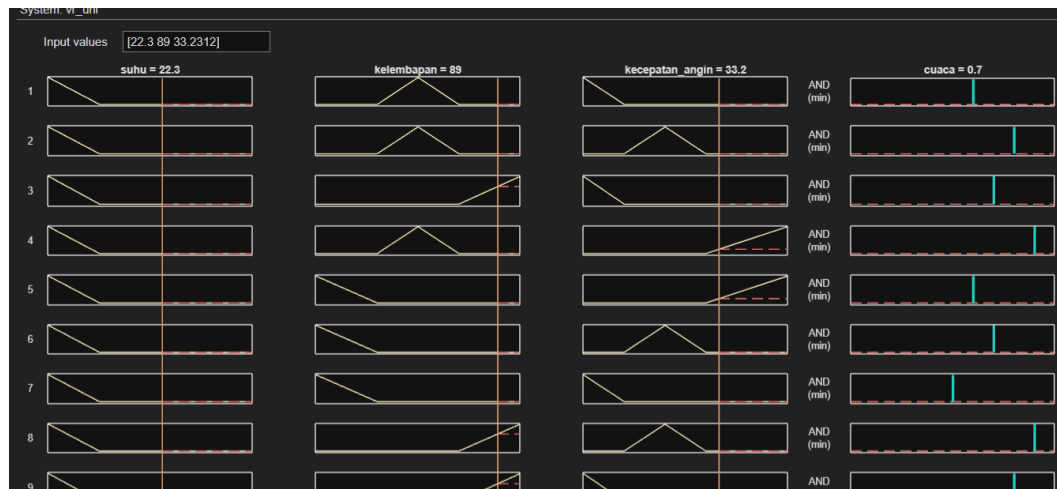 System: vr_uhi
Input values [22.3 89 33.2312]
suhu = 22.3 kelembapan = 89 kecepatan_angin = 33.2 cuaca = 0.7
1 AND
(min)
2 AND
(min)
3 AND
(min)
4 AND
(min)
5 AND
(min)
6 AND
(min)
7 AND
(min)
8 AND
(min)
9 AND